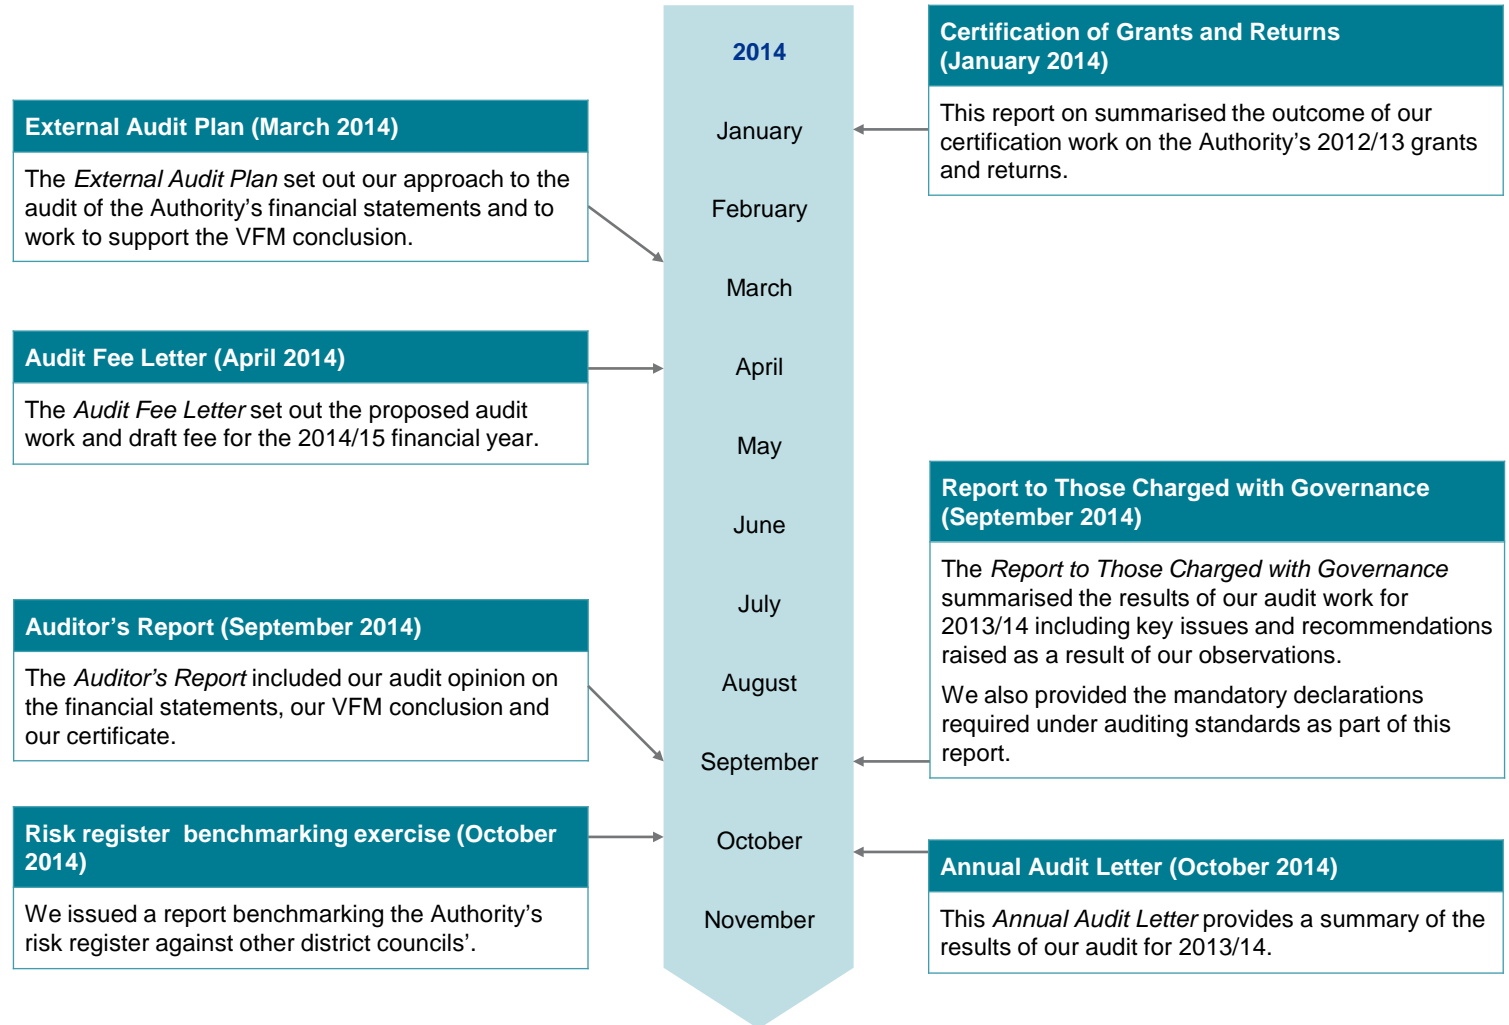 External Audit Plan (March 2014)
The External Audit Plan set out our approach to the
audit of the Authority’s financial statements and to
work to support the VFM conclusion.
Audit Fee Letter (April 2014)
The Audit Fee Letter set out the proposed audit
work and draft fee for the 2014/15 financial year.
Auditor’s Report (September 2014)
The Auditor’s Report included our audit opinion on
the financial statements, our VFM conclusion and
our certificate.
Risk register  benchmarking exercise (October
2014)
We issued a report benchmarking the Authority’s
risk register against other district councils’.
2014
January
February
March
April
May
June
July
August
September
October
November
Certification of Grants and Returns
(January 2014)
This report on summarised the outcome of our
certification work on the Authority’s 2012/13 grants
and returns.
Report to Those Charged with Governance
(September 2014)
The Report to Those Charged with Governance
summarised the results of our audit work for
2013/14 including key issues and recommendations
raised as a result of our observations.
We also provided the mandatory declarations
required under auditing standards as part of this
report.
Annual Audit Letter (October 2014)
This Annual Audit Letter provides a summary of the
results of our audit for 2013/14.